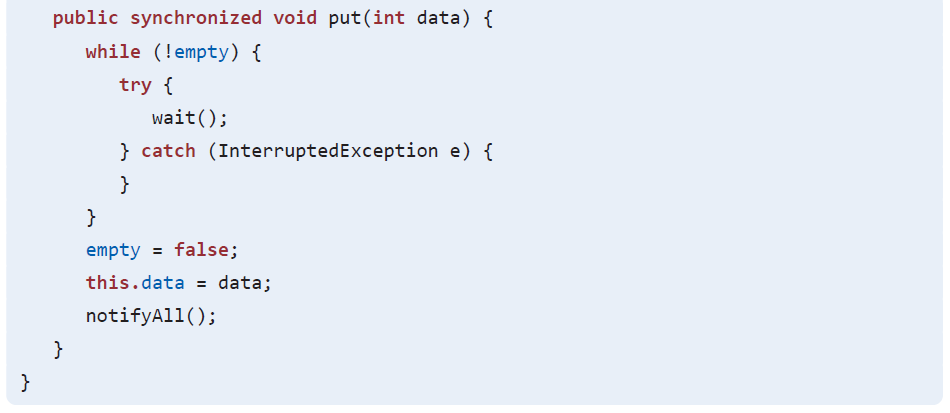 public synchronized void put(int data) {
while (!empty) {
try {
wait();
} catch (InterruptedException e) {
}
}
empty = false;
this.data = data;
notifyAll();
}
}